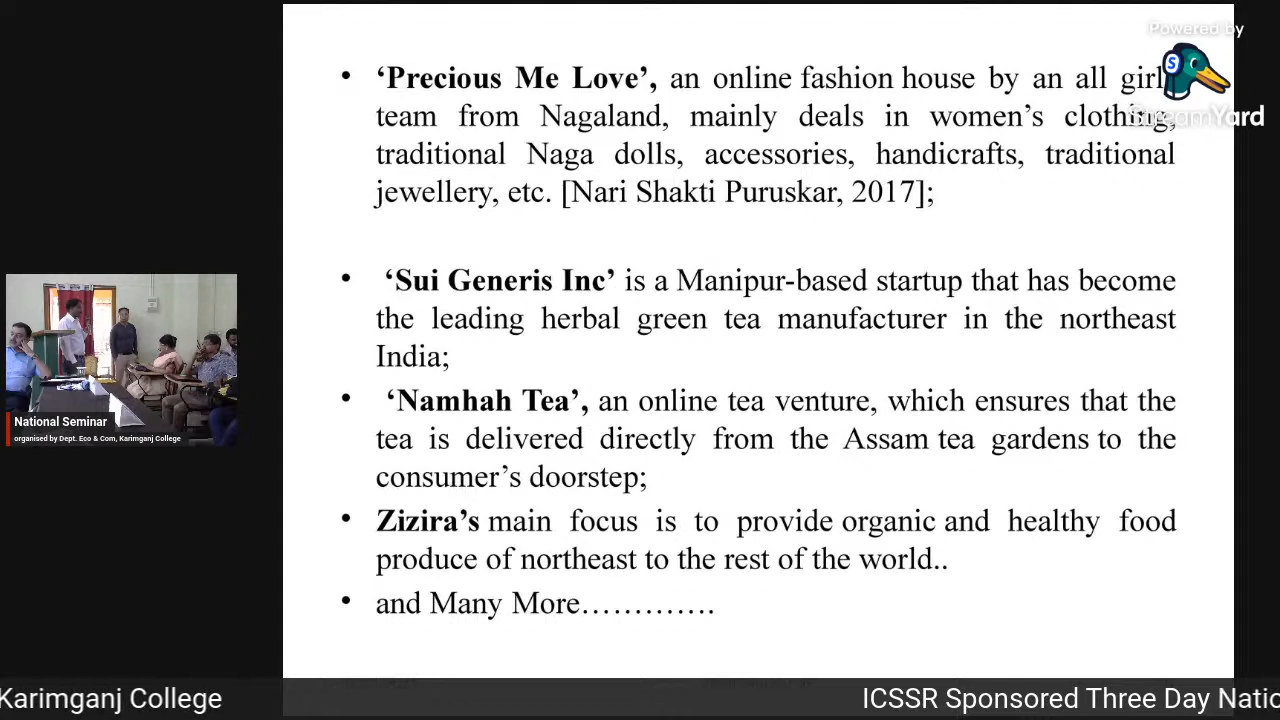 Powered by
StreamYard
• ‘Precious Me Love’, an online fashion house by an all girl
team from Nagaland, mainly deals in women’s clothing,
traditional Naga dolls, accessories, handicrafts, traditional
jewellery, etc. [Nari Shakti Puruskar, 2017];
• ‘Sui Generis Inc’ is a Manipur-based startup that has become
the leading herbal green tea manufacturer in the northeast
India;
• ‘Namhah Tea’, an online tea venture, which ensures that the
tea is delivered directly from the Assam tea gardens to the
consumer’s doorstep;
• Zizira’s main focus is to provide organic and healthy food
produce of northeast to the rest of the world..
• and Many More………….
National Seminar
organised by Dept. Eco & Com, Karimganj College
Karimganj College
ICSSR Sponsored Three Day Natio